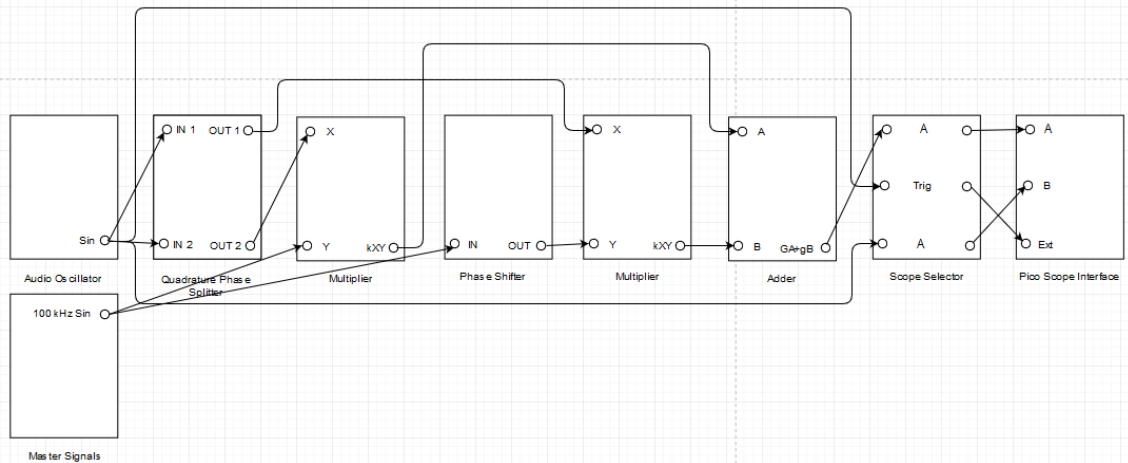 Sin
Audio Oscillator
IN 1 OUT 1
IN 2 OUT 2
Quadrature Phase
Splitter
X
Y kXY
Multiplier
IN OUT
Phase Shifter
X
Y kXY
Multiplier
A
B GA+gB
Adder
A
Trig
A
Scope Selector
A
B
Ext
Pico Scope Interface
100 kHz Sin
Master Signals